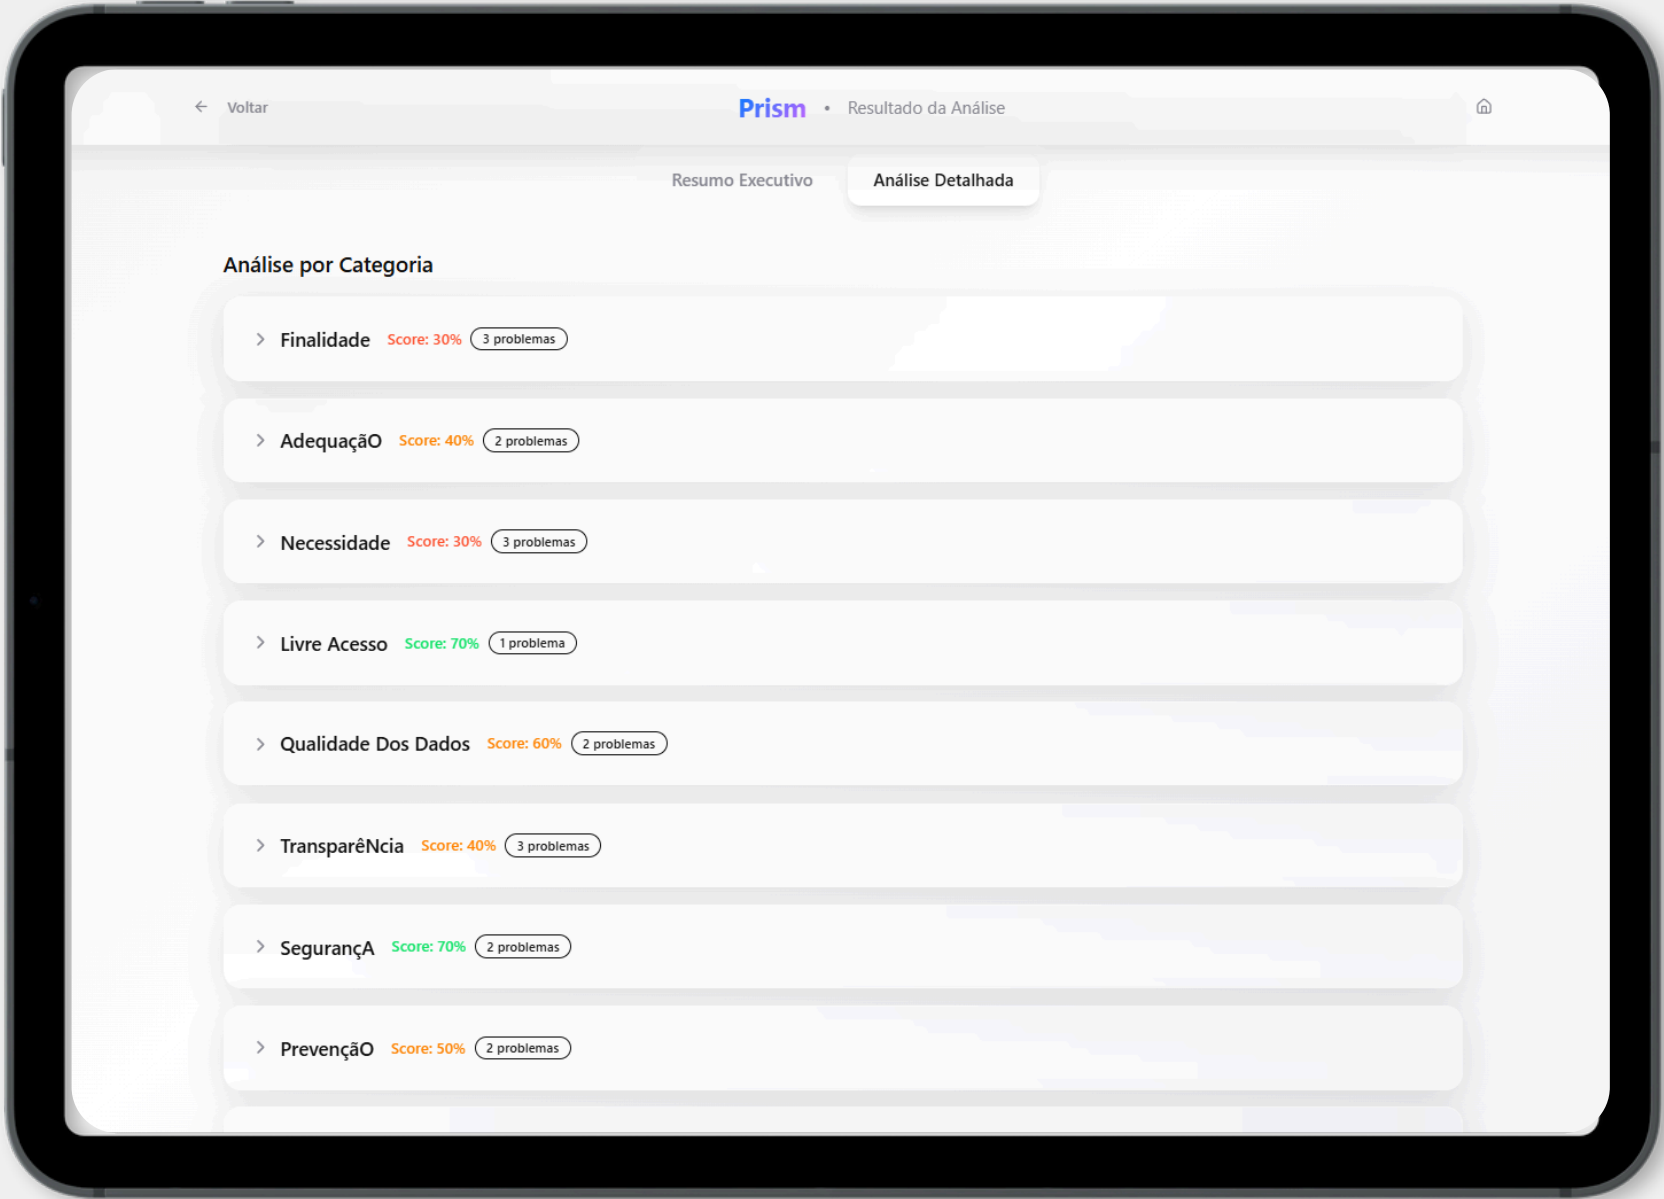 Voltar
Prism • Resultado da Análise
Resumo Executivo
Análise Detalhada
Análise por Categoria
Finalidade Score: 30% 3 problemas
AdequaçãO Score: 40% 2 problemas
Necessidade Score: 30% 3 problemas
Livre Acesso Score: 70% 1 problema
Qualidade Dos Dados Score: 60% 2 problemas
TransparêNcia Score: 40% 3 problemas
SegurançA Score: 70% 2 problemas
PrevençãO Score: 50% 2 problemas